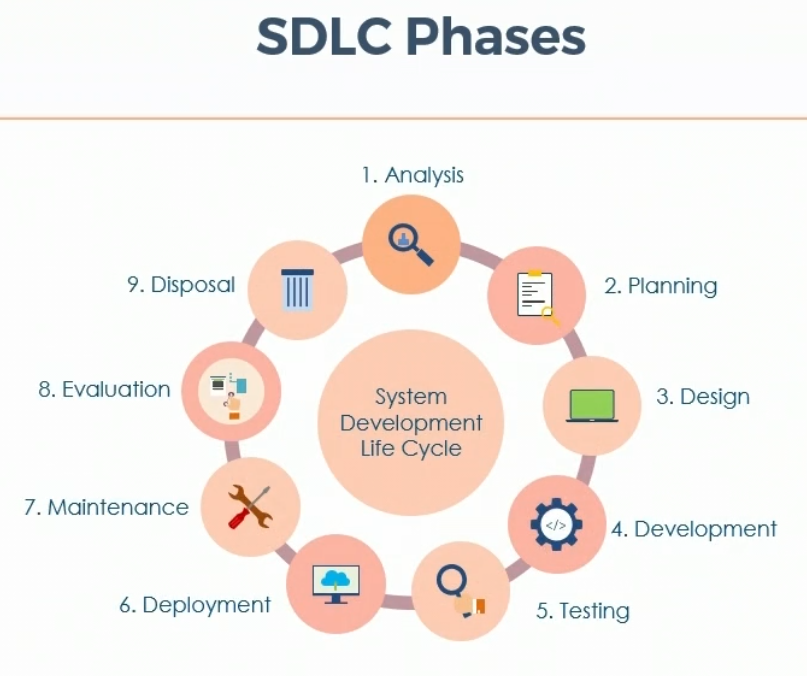 SDLC Phases
1. Analysis
2. Planning
3. Design
4. Development
5. Testing
6. Deployment
7. Maintenance
8. Evaluation
9. Disposal
System
Development
Life Cycle
</>